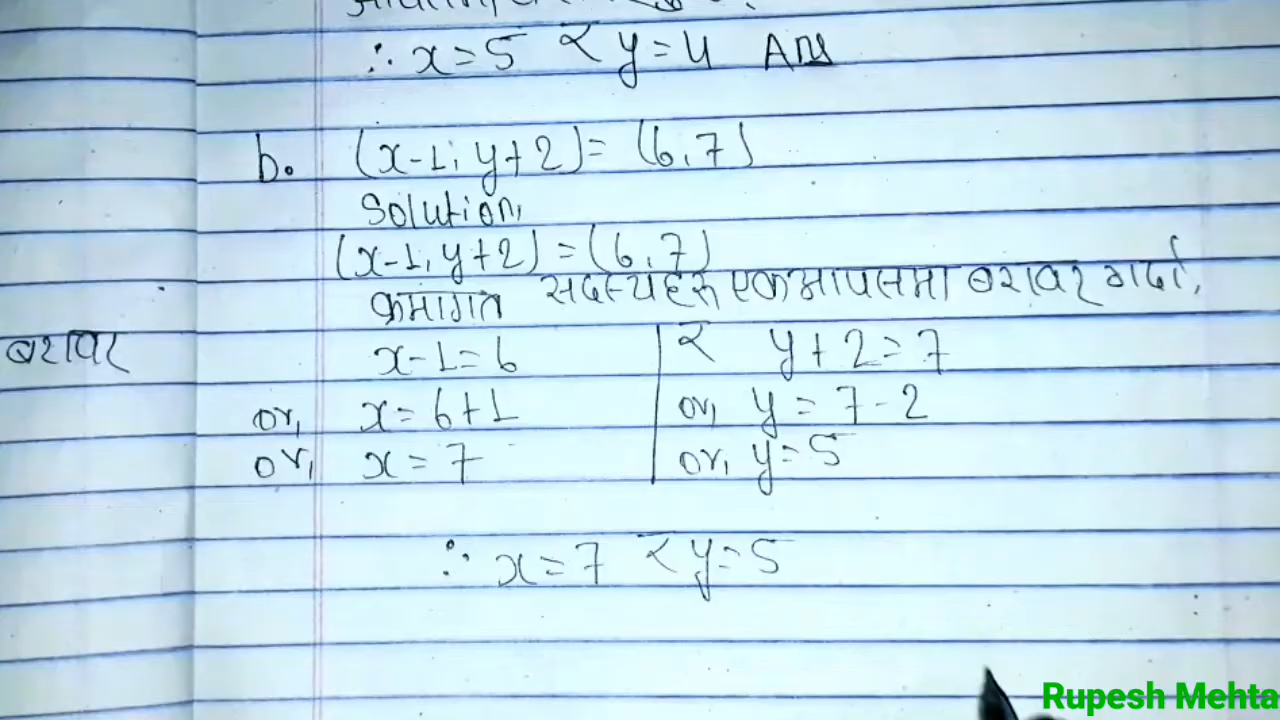 ∴ x = 5 र y = 4 Ans
b. (x-1, y+2) = (6, 7)
Solution,
(x-1, y+2) = (6, 7)
क्रमागत सदस्यहरू एकआपसमा बराबर गर्दा,
बराबर
x-1=6 | र y+2=7
or, x=6+1 | or, y=7-2
or, x=7 | or, y=5
∴ x=7 र y=5
Rupesh Mehta